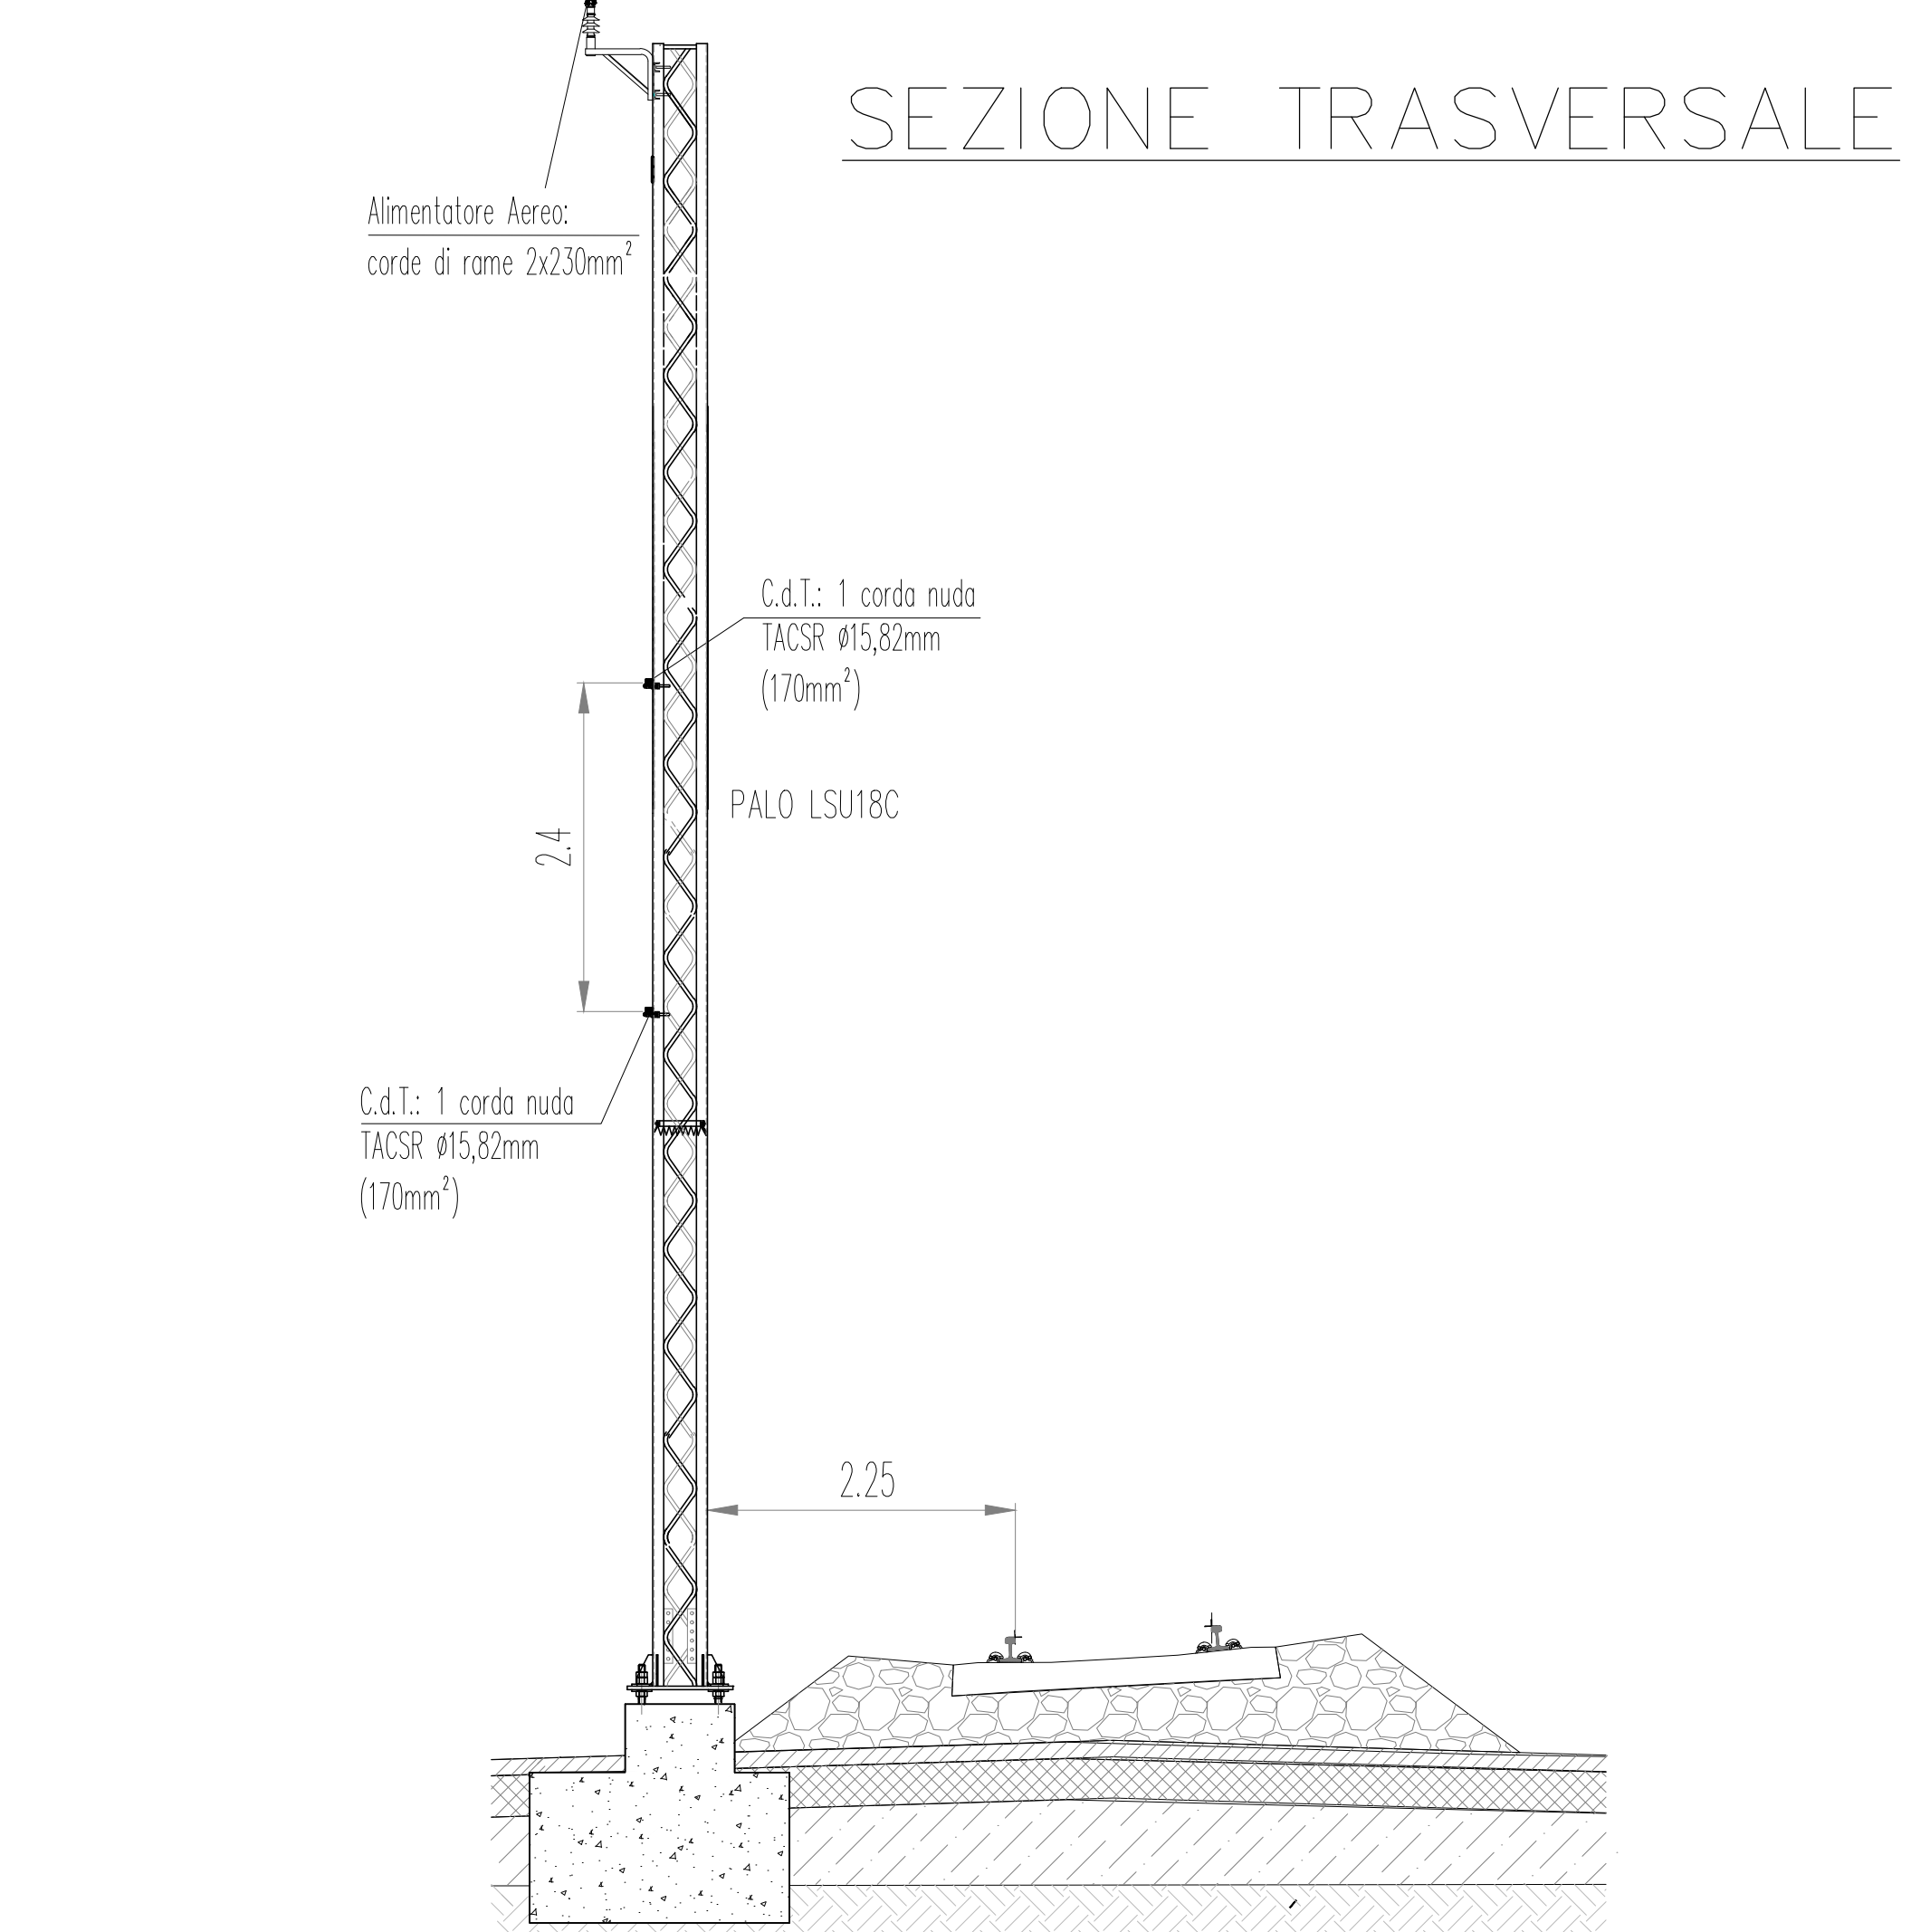 SEZIONE TRASVERSALE
Alimentatore Aereo:
corde di rame 2x230mm²
C.d.T.: 1 corda nuda
TACSR ø15,82mm
(170mm²)
PALO LSU18C
2.4
C.d.T.: 1 corda nuda
TACSR ø15,82mm
(170mm²)
2.25